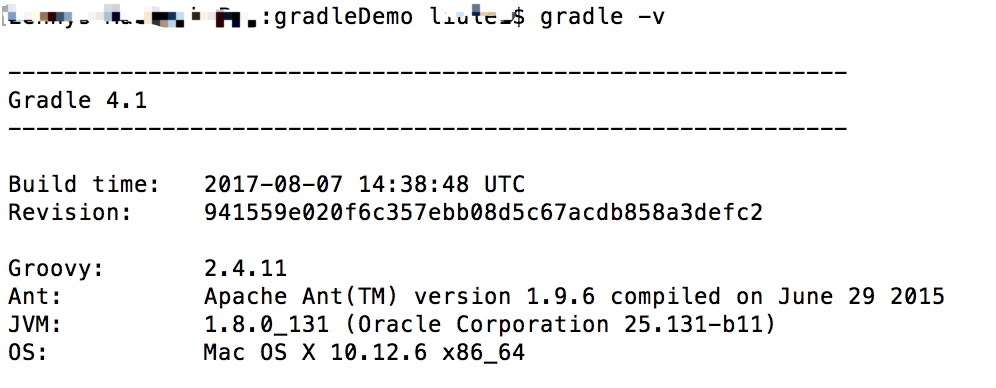 :gradleDemo $ gradle -v
------------------------------------------------------------
Gradle 4.1
------------------------------------------------------------
Build time: 2017-08-07 14:38:48 UTC
Revision: 941559e020f6c357ebb08d5c67acdb858a3defc2
Groovy: 2.4.11
Ant: Apache Ant(TM) version 1.9.6 compiled on June 29 2015
JVM: 1.8.0_131 (Oracle Corporation 25.131-b11)
OS: Mac OS X 10.12.6 x86_64